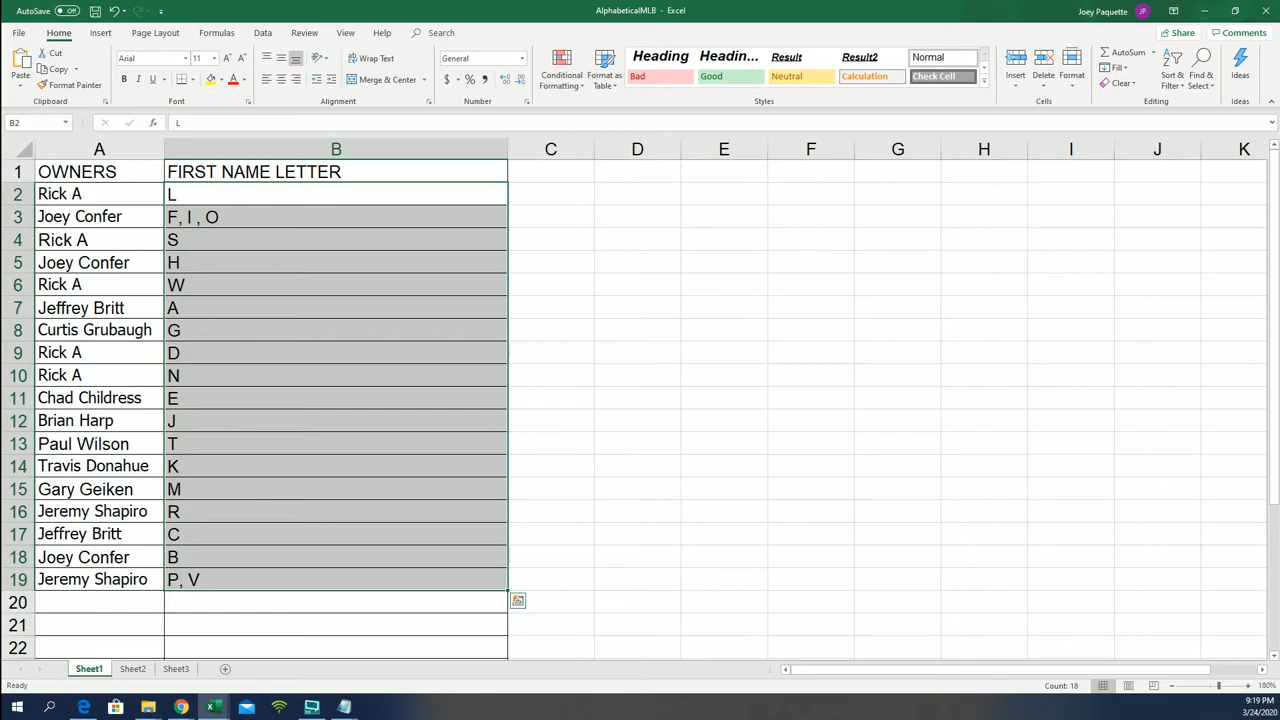 AutoSave Off AlphabeticalMLB - Excel Joey Paquette JP
File Home Insert Page Layout Formulas Data Review View Help Search Share Comments
Paste Cut Copy Format Painter Clipboard
Arial 11 B I U A A A Font
Wrap Text Merge & Center Alignment
General $ % , Number
Conditional Formatting Format as Table
Heading Headin... Result Result2 Normal
Bad Good Neutral Calculation Check Cell
Styles
Insert Delete Format Cells
AutoSum Fill Clear Sort & Filter Find & Select Editing
Ideas Ideas
B2 fx L
A B C D E F G H I J K
1 OWNERS FIRST NAME LETTER
2 Rick A L
3 Joey Confer F, I , O
4 Rick A S
5 Joey Confer H
6 Rick A W
7 Jeffrey Britt A
8 Curtis Grubaugh G
9 Rick A D
10 Rick A N
11 Chad Childress E
12 Brian Harp J
13 Paul Wilson T
14 Travis Donahue K
15 Gary Geiken M
16 Jeremy Shapiro R
17 Jeffrey Britt C
18 Joey Confer B
19 Jeremy Shapiro P, V
20
21
22
Sheet1 Sheet2 Sheet3
Ready Count: 18 180%
9:19 PM
3/24/2020